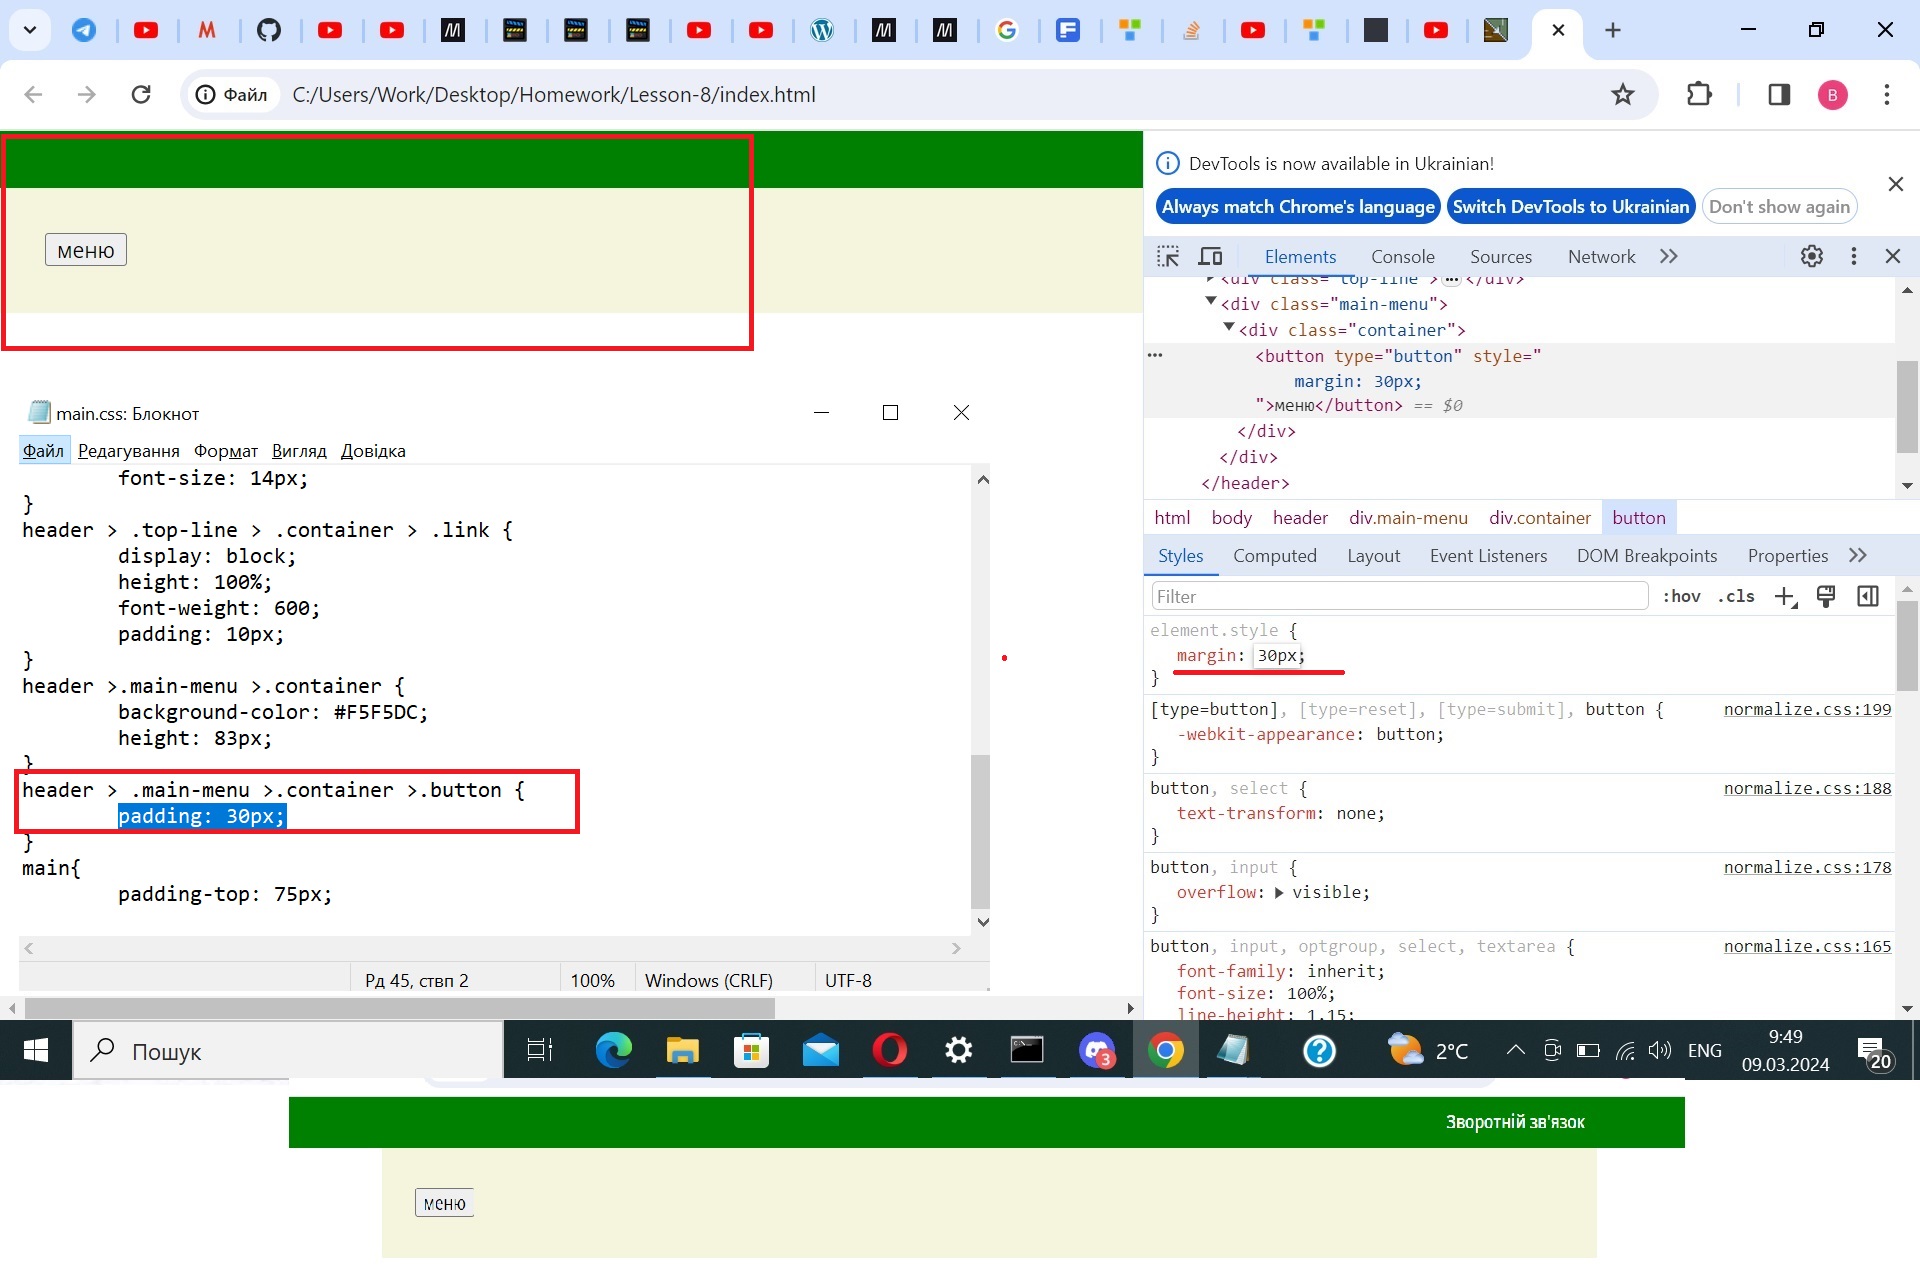 Файл
C:/Users/Work/Desktop/Homework/Lesson-8/index.html
B
меню
DevTools is now available in Ukrainian!
Always match Chrome's language
Switch DevTools to Ukrainian
Don't show again
Elements
Console
Sources
Network
<div class="top-line">…</div>
<div class="main-menu">
<div class="container">
<button type="button" style="
margin: 30px;
">меню</button> == $0
</div>
</div>
</header>
html body header div.main-menu div.container button
Styles Computed Layout Event Listeners DOM Breakpoints Properties
Filter
:hov .cls
element.style {
margin: 30px;
}
[type=button], [type=reset], [type=submit], button {
normalize.css:199
-webkit-appearance: button;
}
button, select {
normalize.css:188
text-transform: none;
}
button, input {
normalize.css:178
overflow: visible;
}
button, input, optgroup, select, textarea {
normalize.css:165
font-family: inherit;
font-size: 100%;
line-height: 1.15;
main.css: Блокнот
Файл Редагування Формат Вигляд Довідка
font-size: 14px;
}
header > .top-line > .container > .link {
display: block;
height: 100%;
font-weight: 600;
padding: 10px;
}
header >.main-menu >.container {
background-color: #F5F5DC;
height: 83px;
}
header > .main-menu >.container >.button {
padding: 30px;
}
main{
padding-top: 75px;
Рд 45, ствп 2
100%
Windows (CRLF)
UTF-8
Пошук
3
2°C
ENG
9:49
09.03.2024
20
Зворотній зв'язок
меню